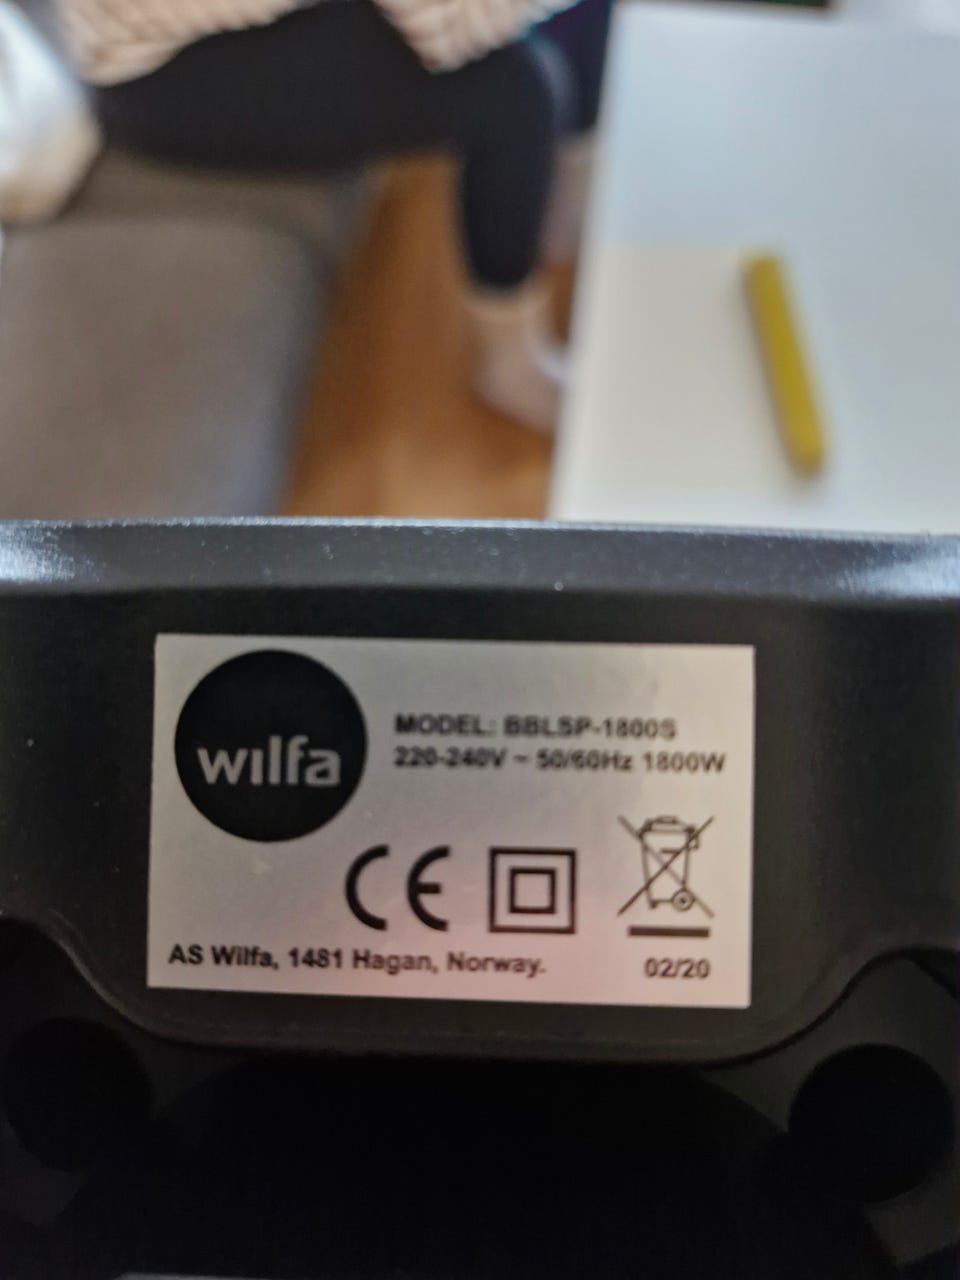 wilfa
MODEL: BBLSP-1800S
220-240V ~ 50/60Hz 1800W
CE
AS Wilfa, 1481 Hagan, Norway.
02/20